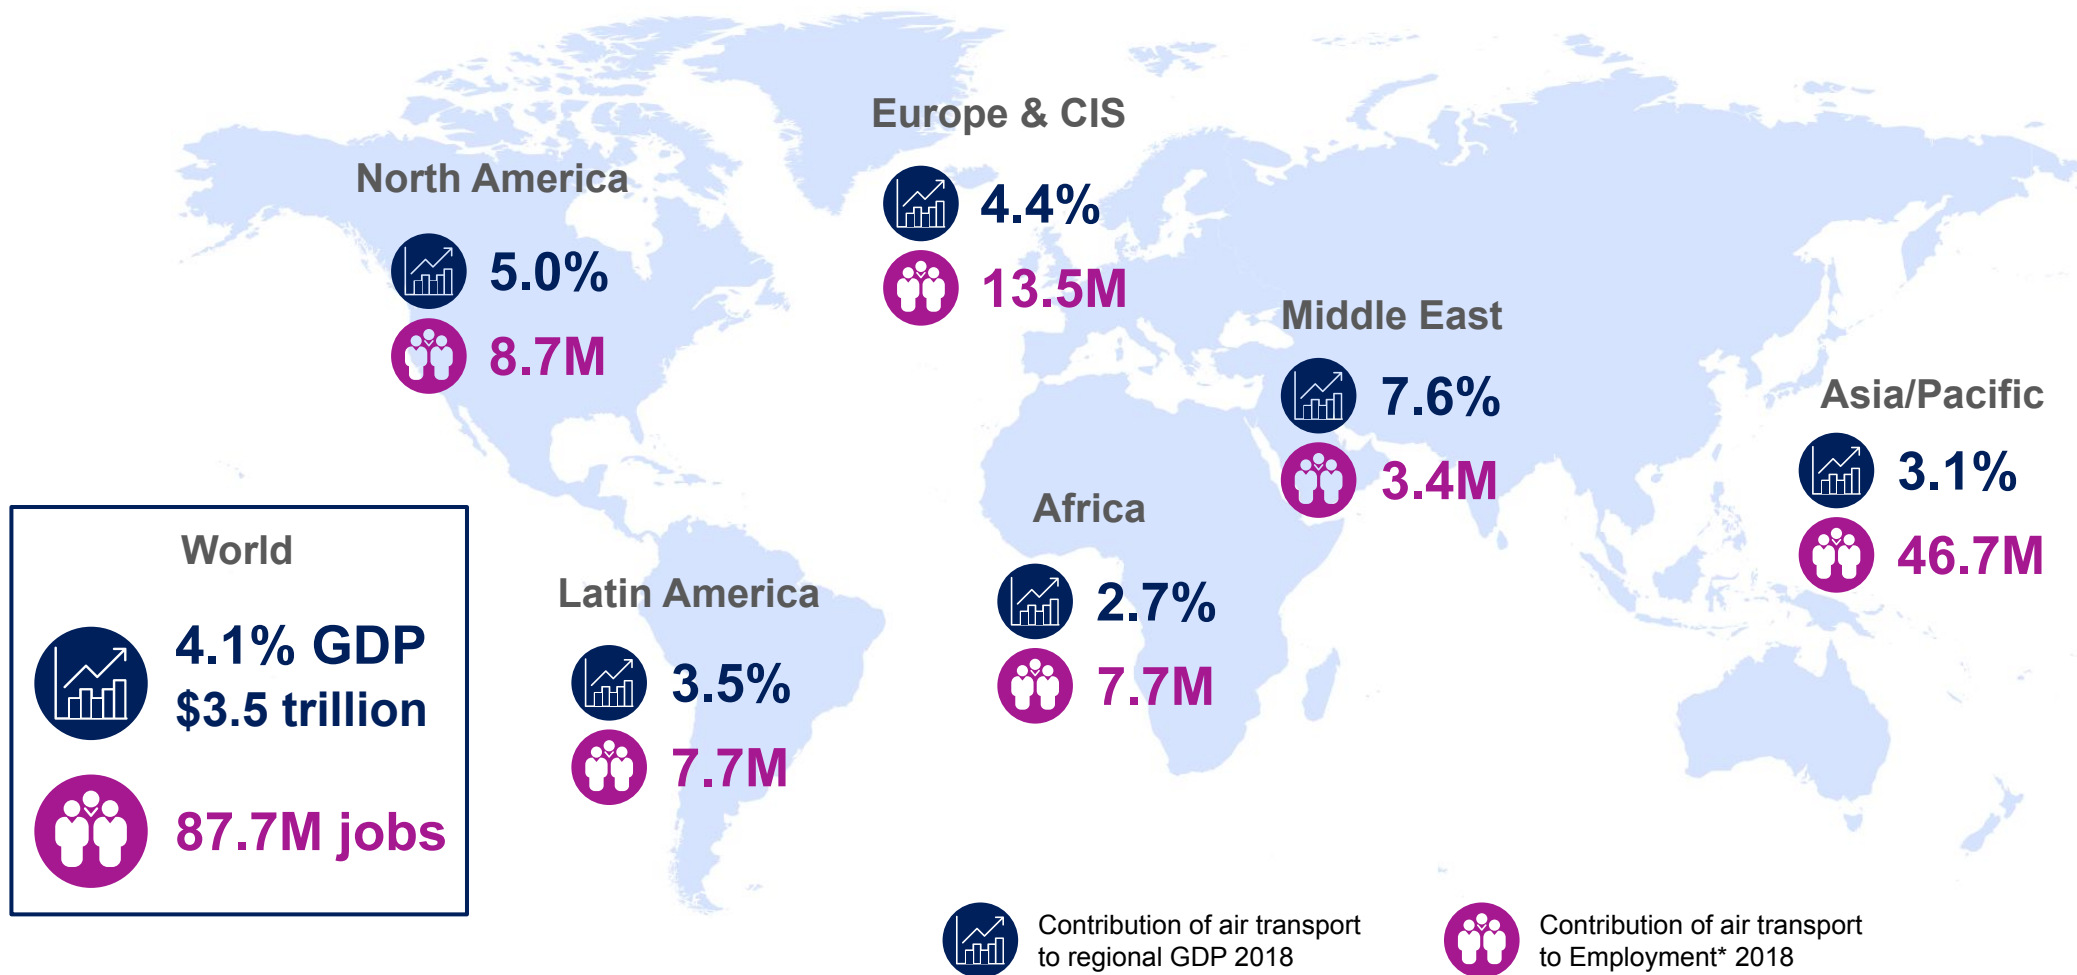 Europe & CIS
4.4%
13.5M
North America
5.0%
8.7M
Middle East
7.6%
3.4M
Asia/Pacific
3.1%
46.7M
Africa
2.7%
7.7M
Latin America
3.5%
7.7M
World
4.1% GDP
$3.5 trillion
87.7M jobs
Contribution of air transport
to regional GDP 2018
Contribution of air transport
to Employment* 2018